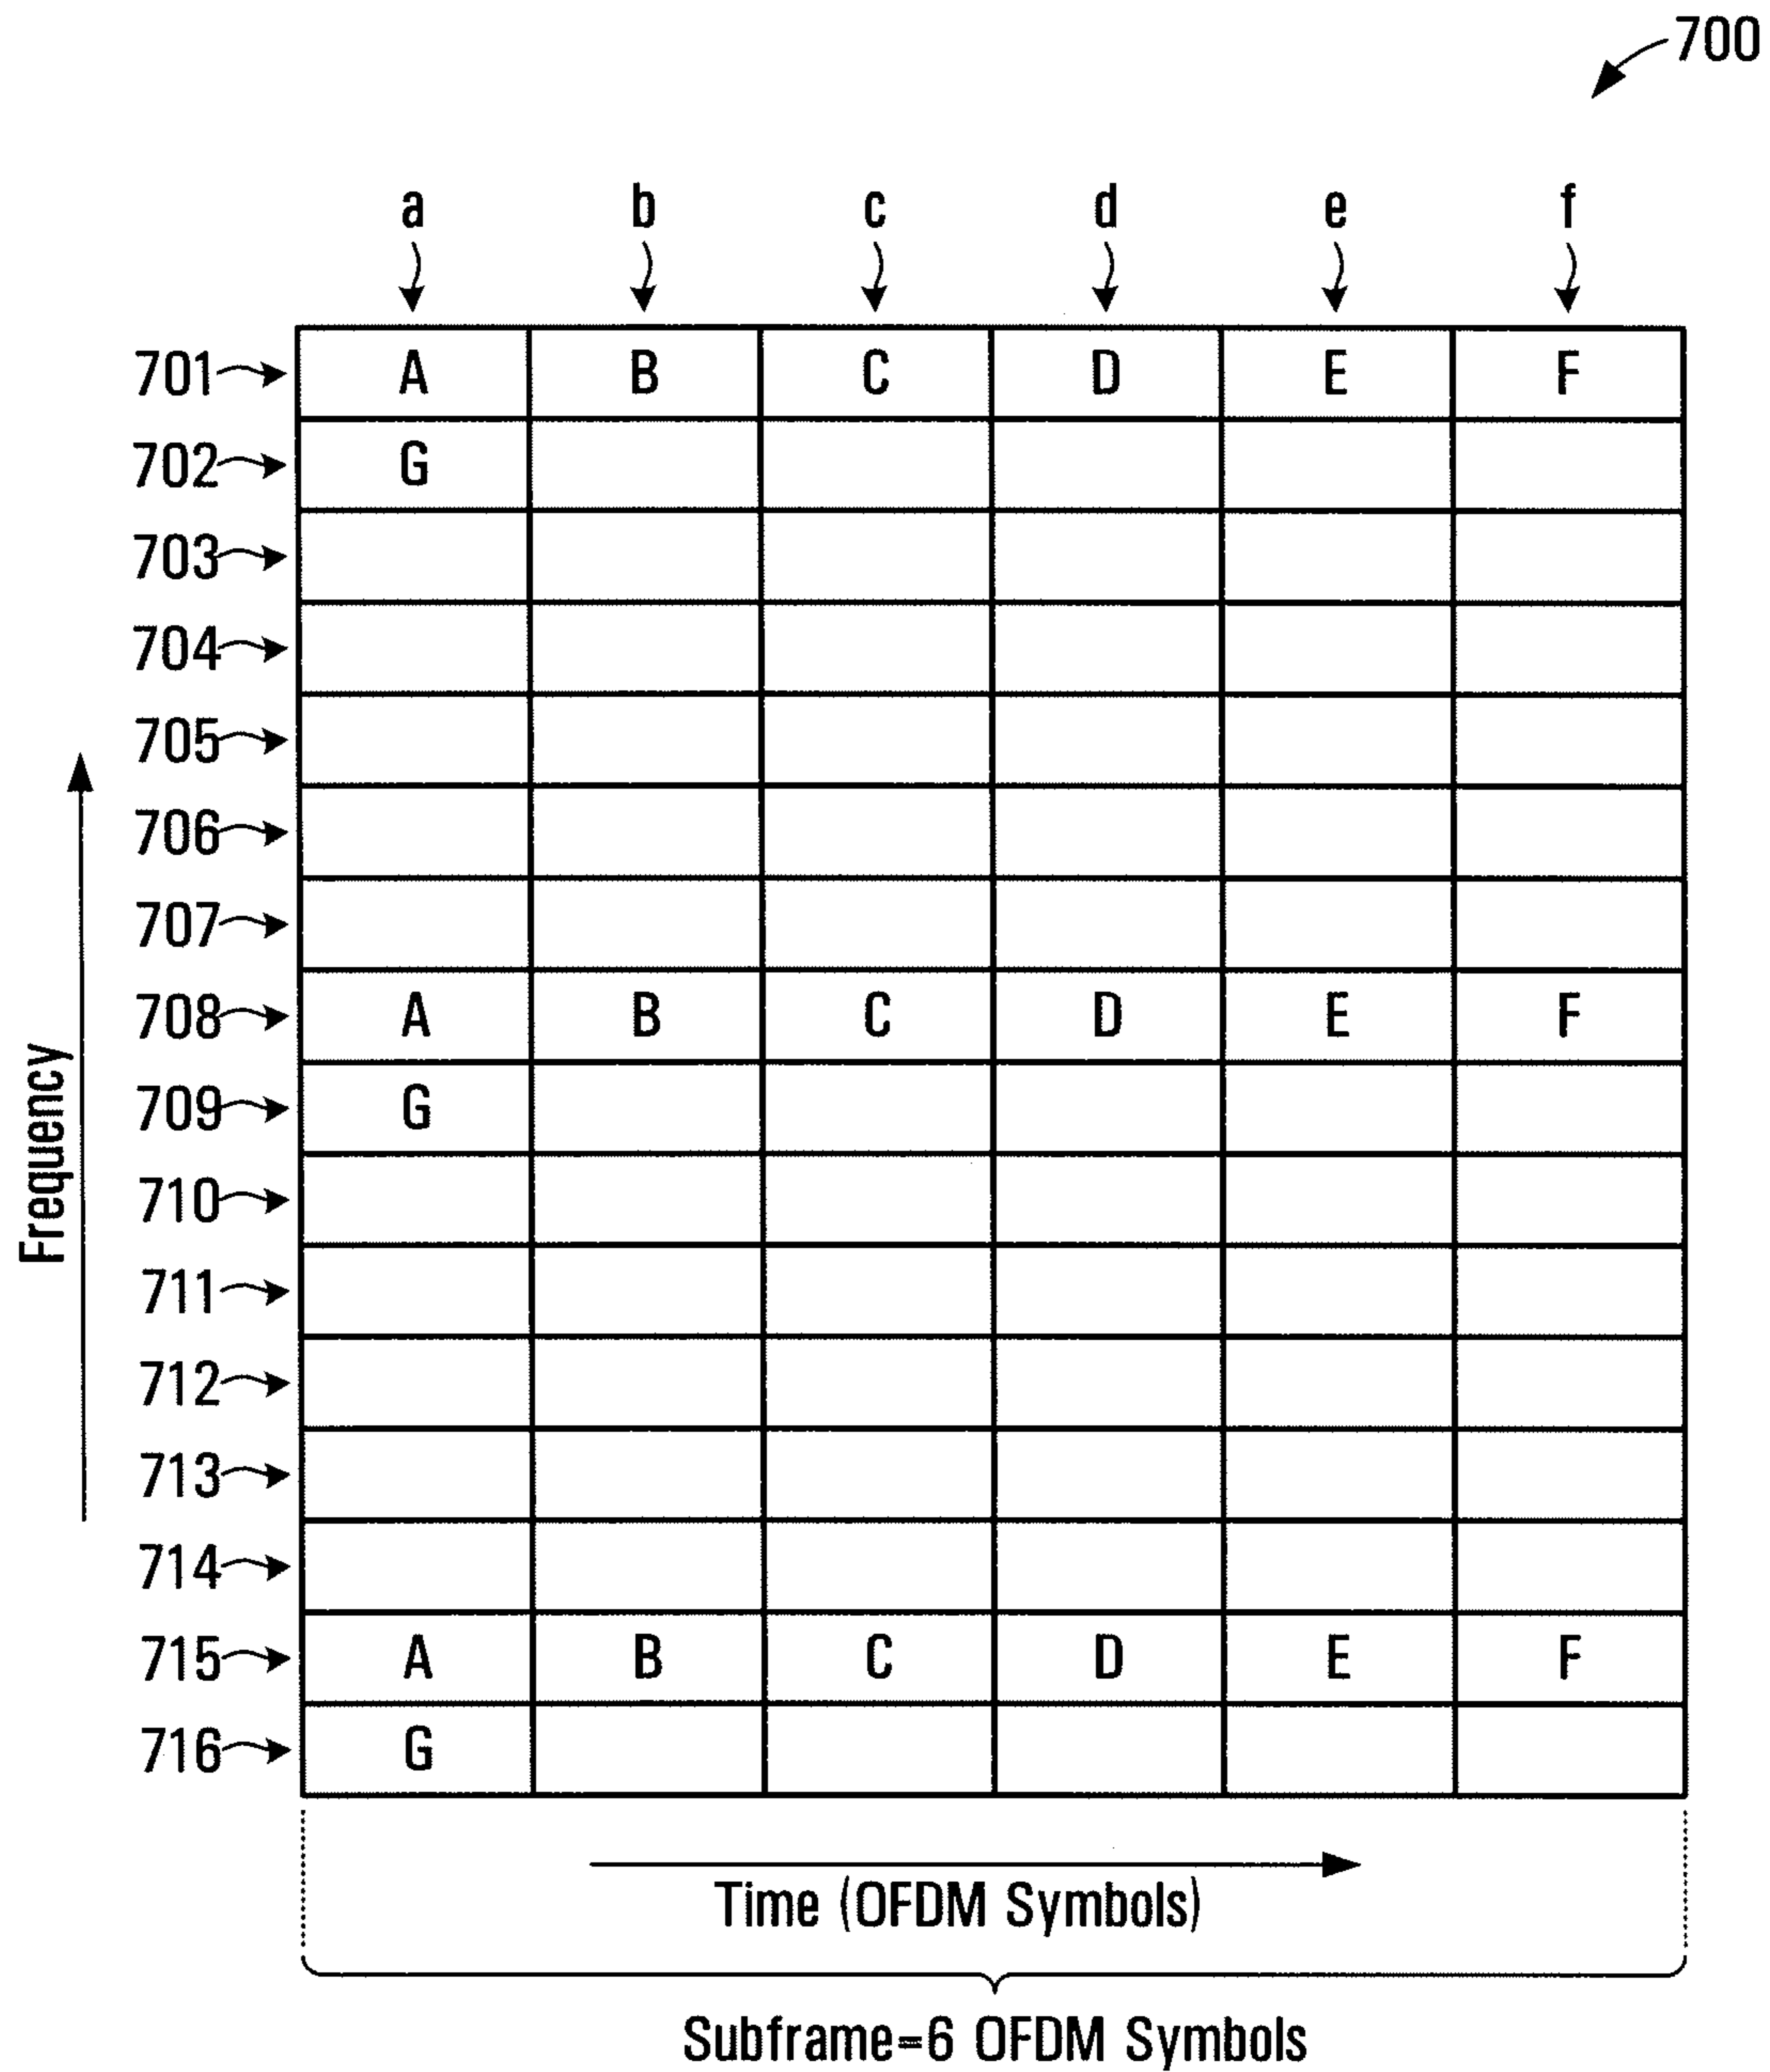 700
a b c d e f
701 A B C D E F
702 G
703
704
705
706
707
708 A B C D E F
709 G
710
711
712
713
714
715 A B C D E F
716 G
Frequency
Time (OFDM Symbols)
Subframe=6 OFDM Symbols